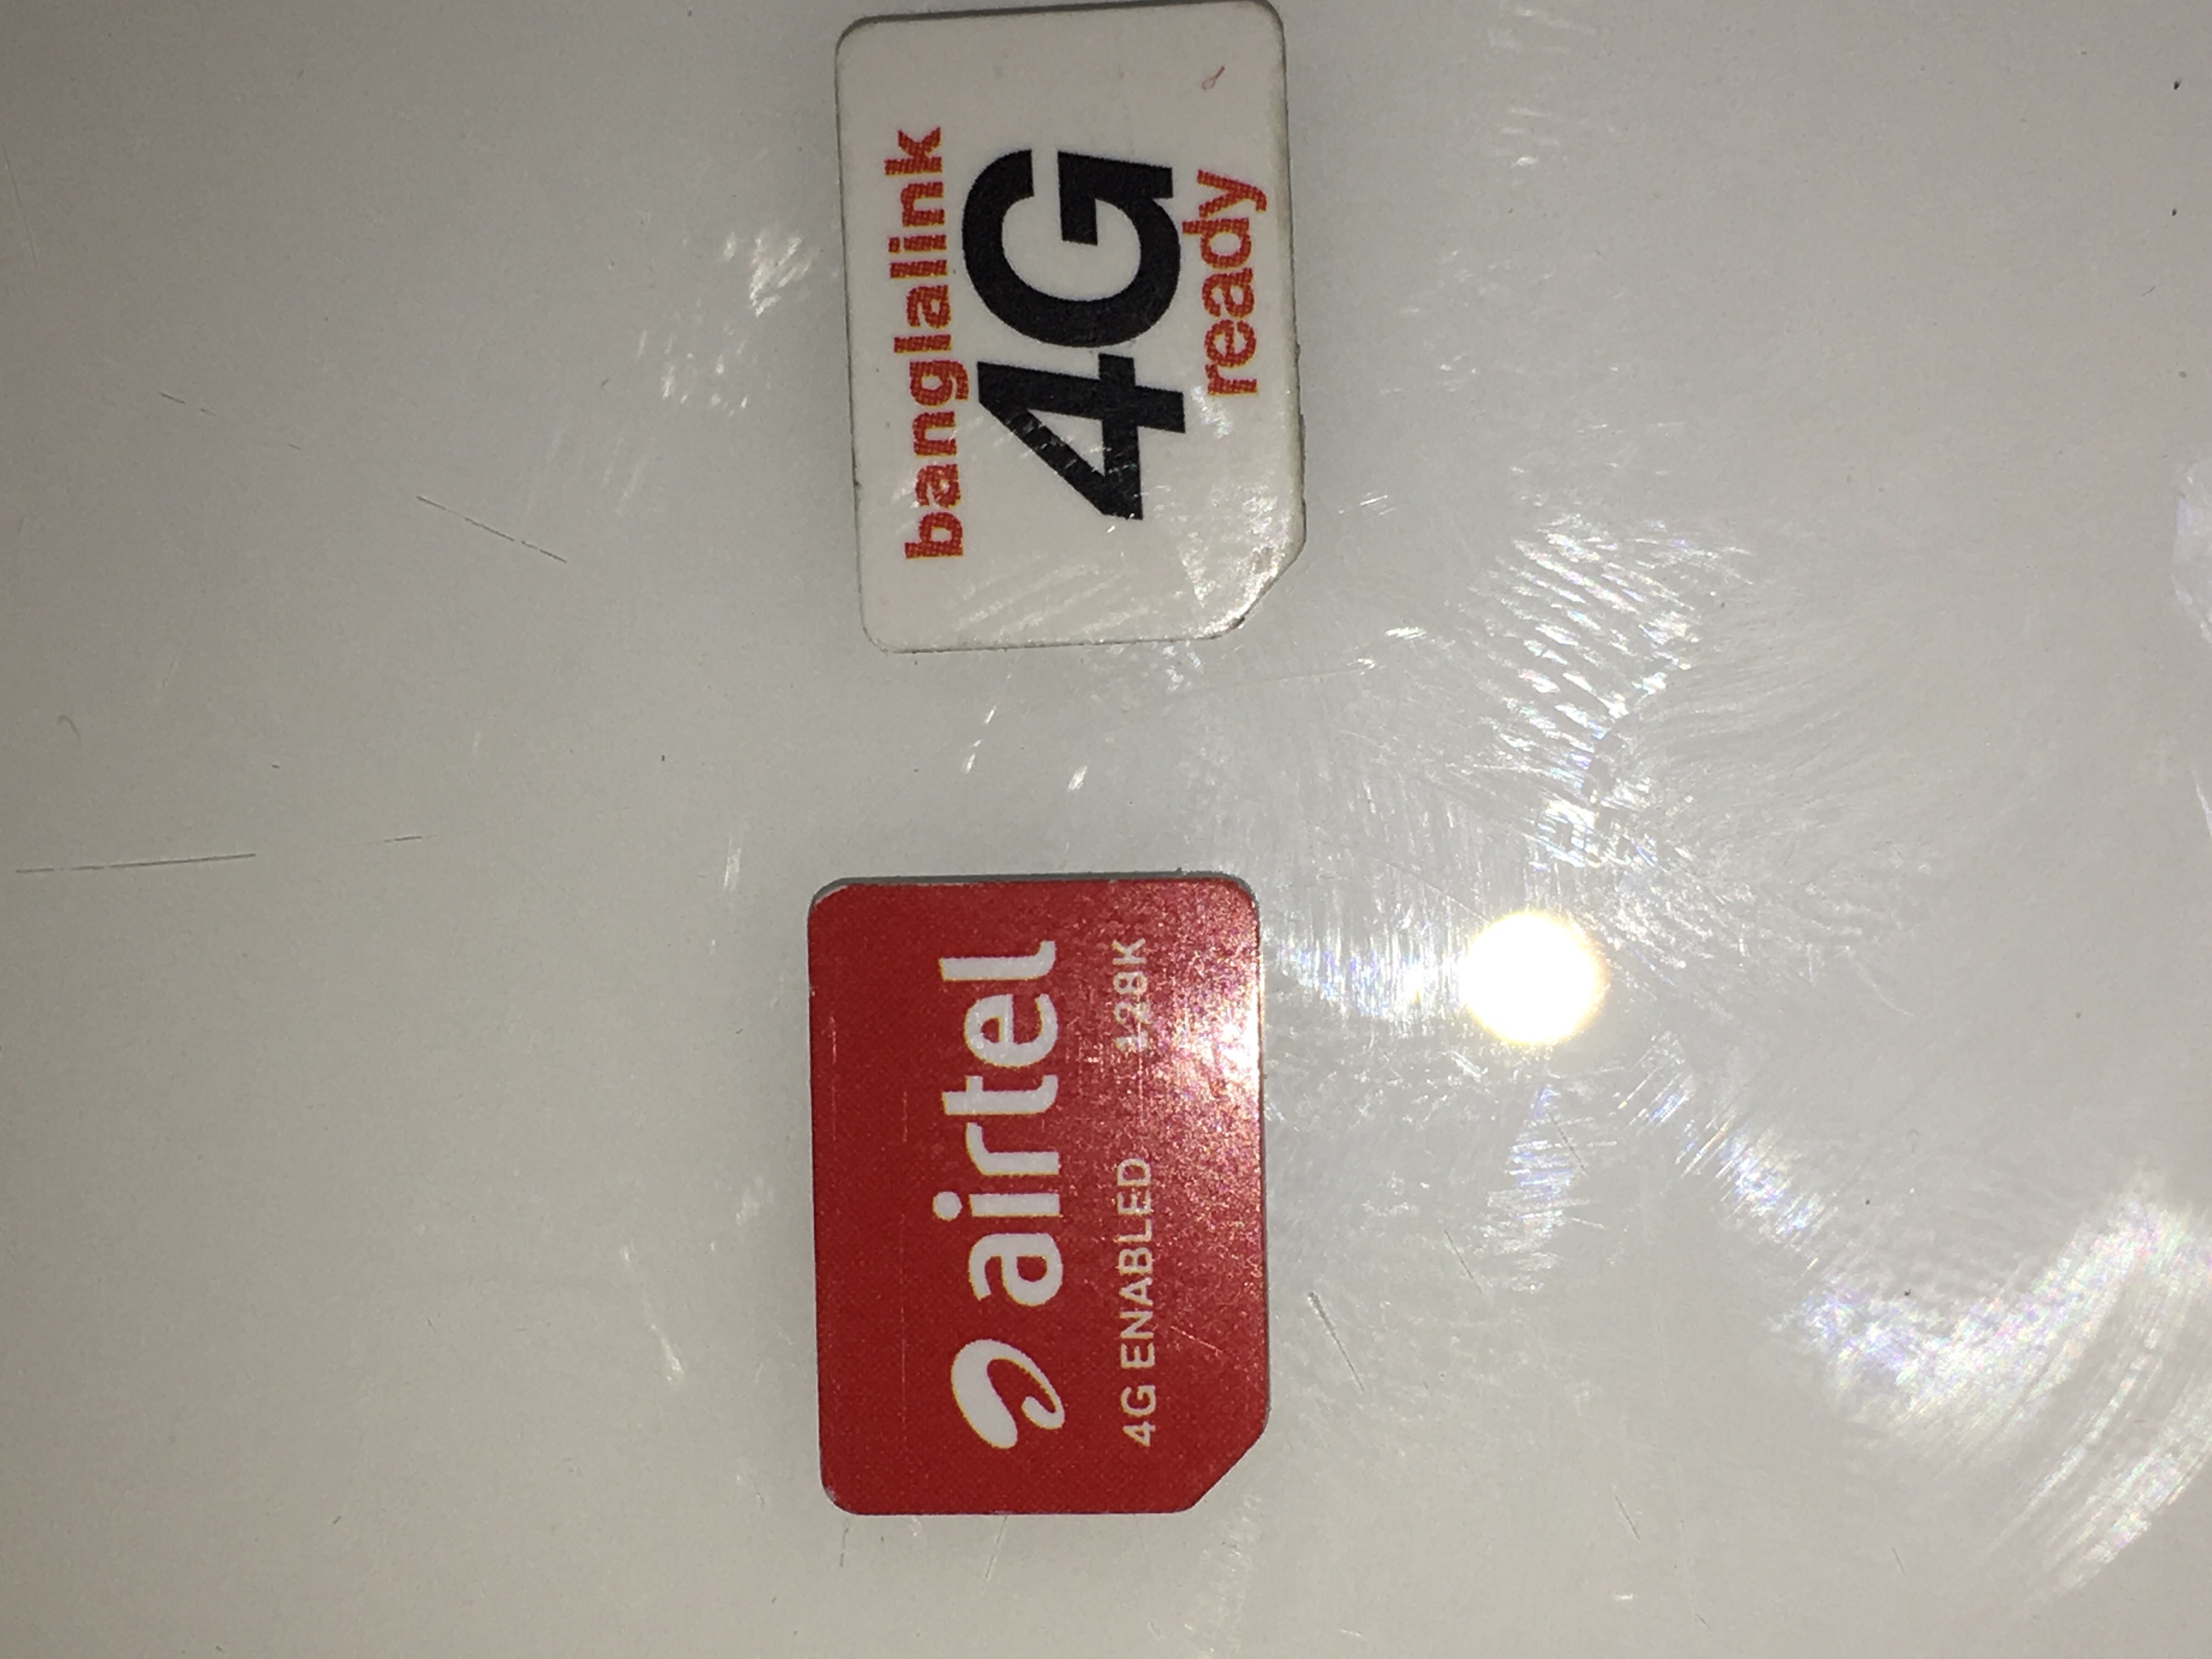 banglalink
4G
ready
airtel
4G ENABLED 128K